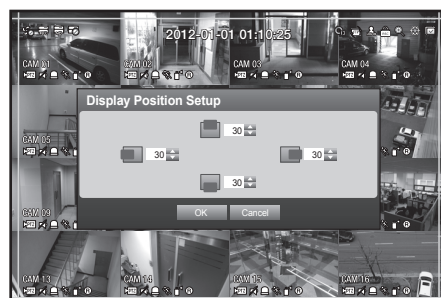 2012-01-01 01:10:25
CAM 01
CAM 02
CAM 03
CAM 04
Display Position Setup
30
CAM 05
30
30
30
CAM 09
OK
Cancel
CAM 13
CAM 14
CAM 15
CAM 16